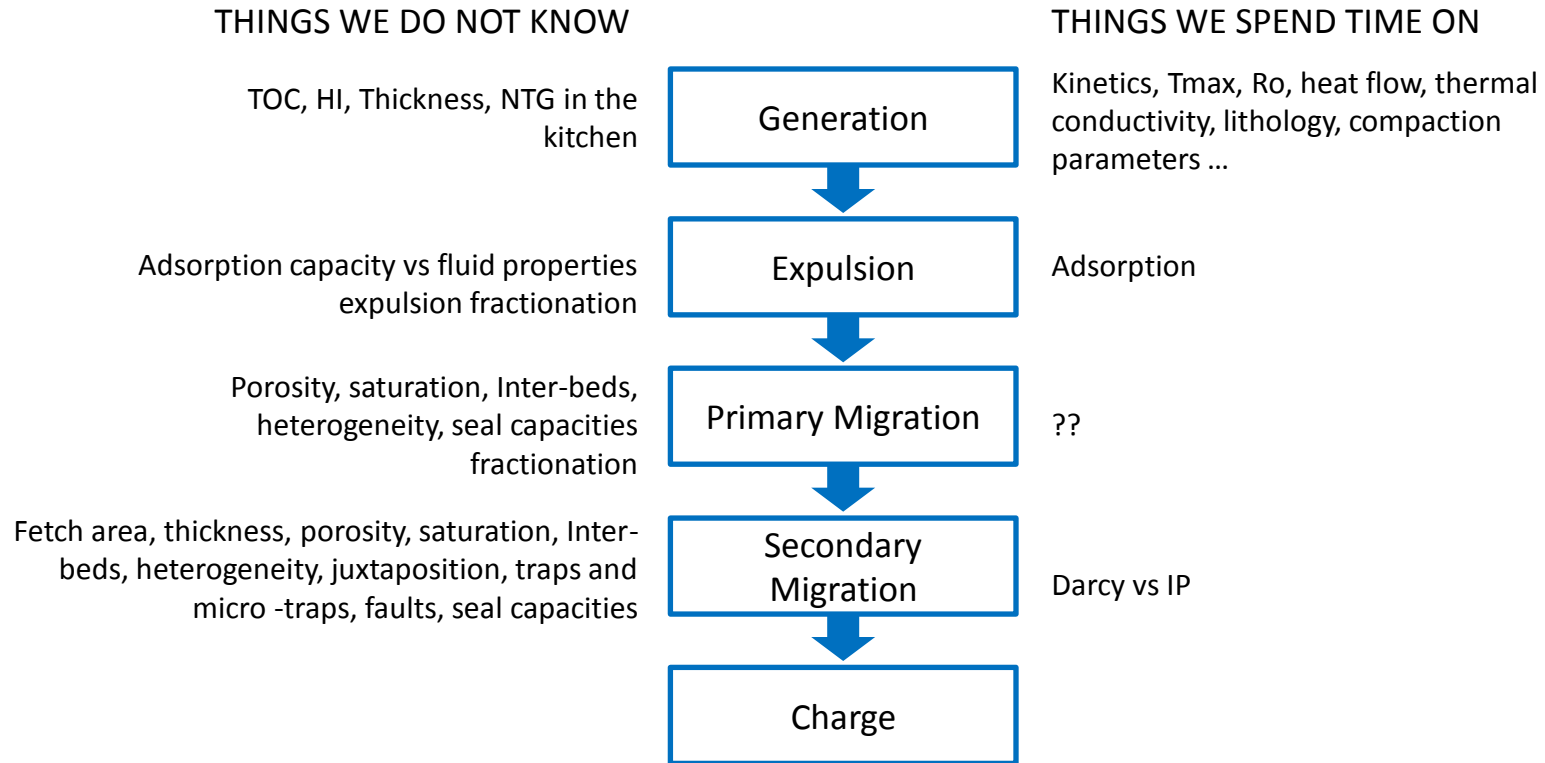 THINGS WE DO NOT KNOW
THINGS WE SPEND TIME ON
TOC, HI, Thickness, NTG in the
kitchen
Generation
Kinetics, Tmax, Ro, heat flow, thermal
conductivity, lithology, compaction
parameters ...
Adsorption capacity vs fluid properties
expulsion fractionation
Expulsion
Adsorption
Porosity, saturation, Inter-beds,
heterogeneity, seal capacities
fractionation
Primary Migration
??
Fetch area, thickness, porosity, saturation, Inter-
beds, heterogeneity, juxtaposition, traps and
micro -traps, faults, seal capacities
Secondary
Migration
Darcy vs IP
Charge